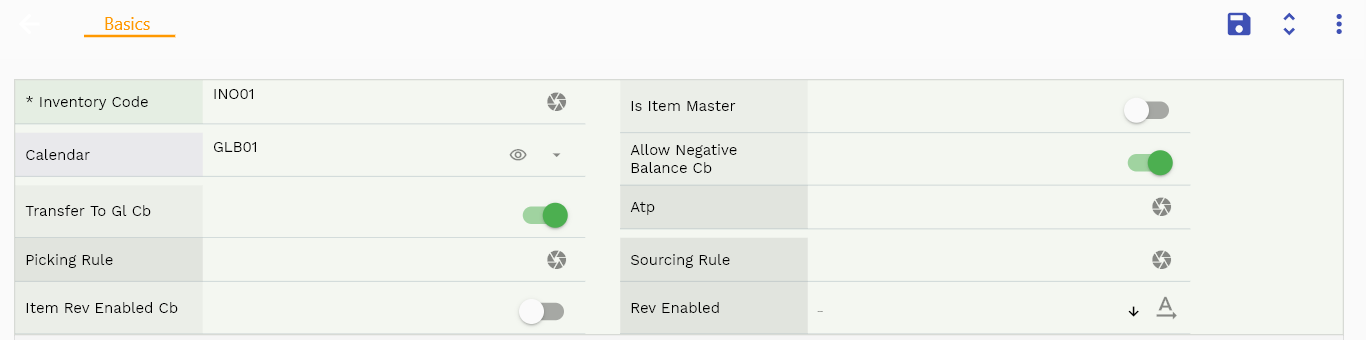 Basics
* Inventory Code INO01
Is Item Master
Calendar GLB01
Allow Negative
Balance Cb
Transfer To Gl Cb
Atp
Picking Rule
Sourcing Rule
Item Rev Enabled Cb
Rev Enabled -